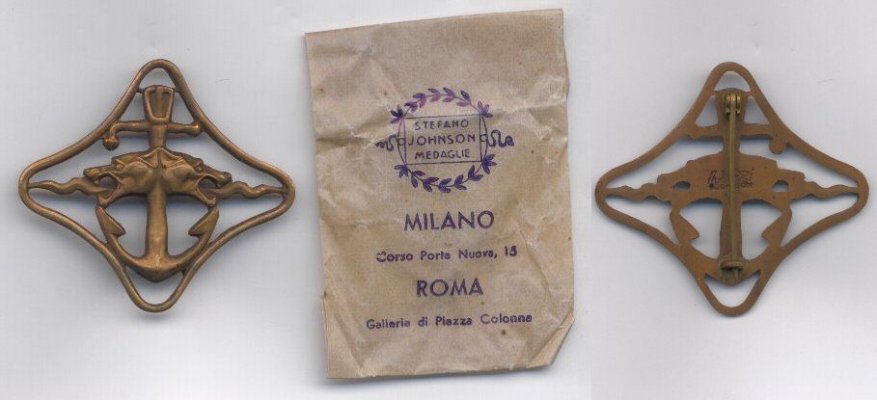 STEFANO
JOHNSON
MEDAGLIE
MILANO
Corso Porta Nuova, 15
ROMA
Galleria di Piazza Colonna